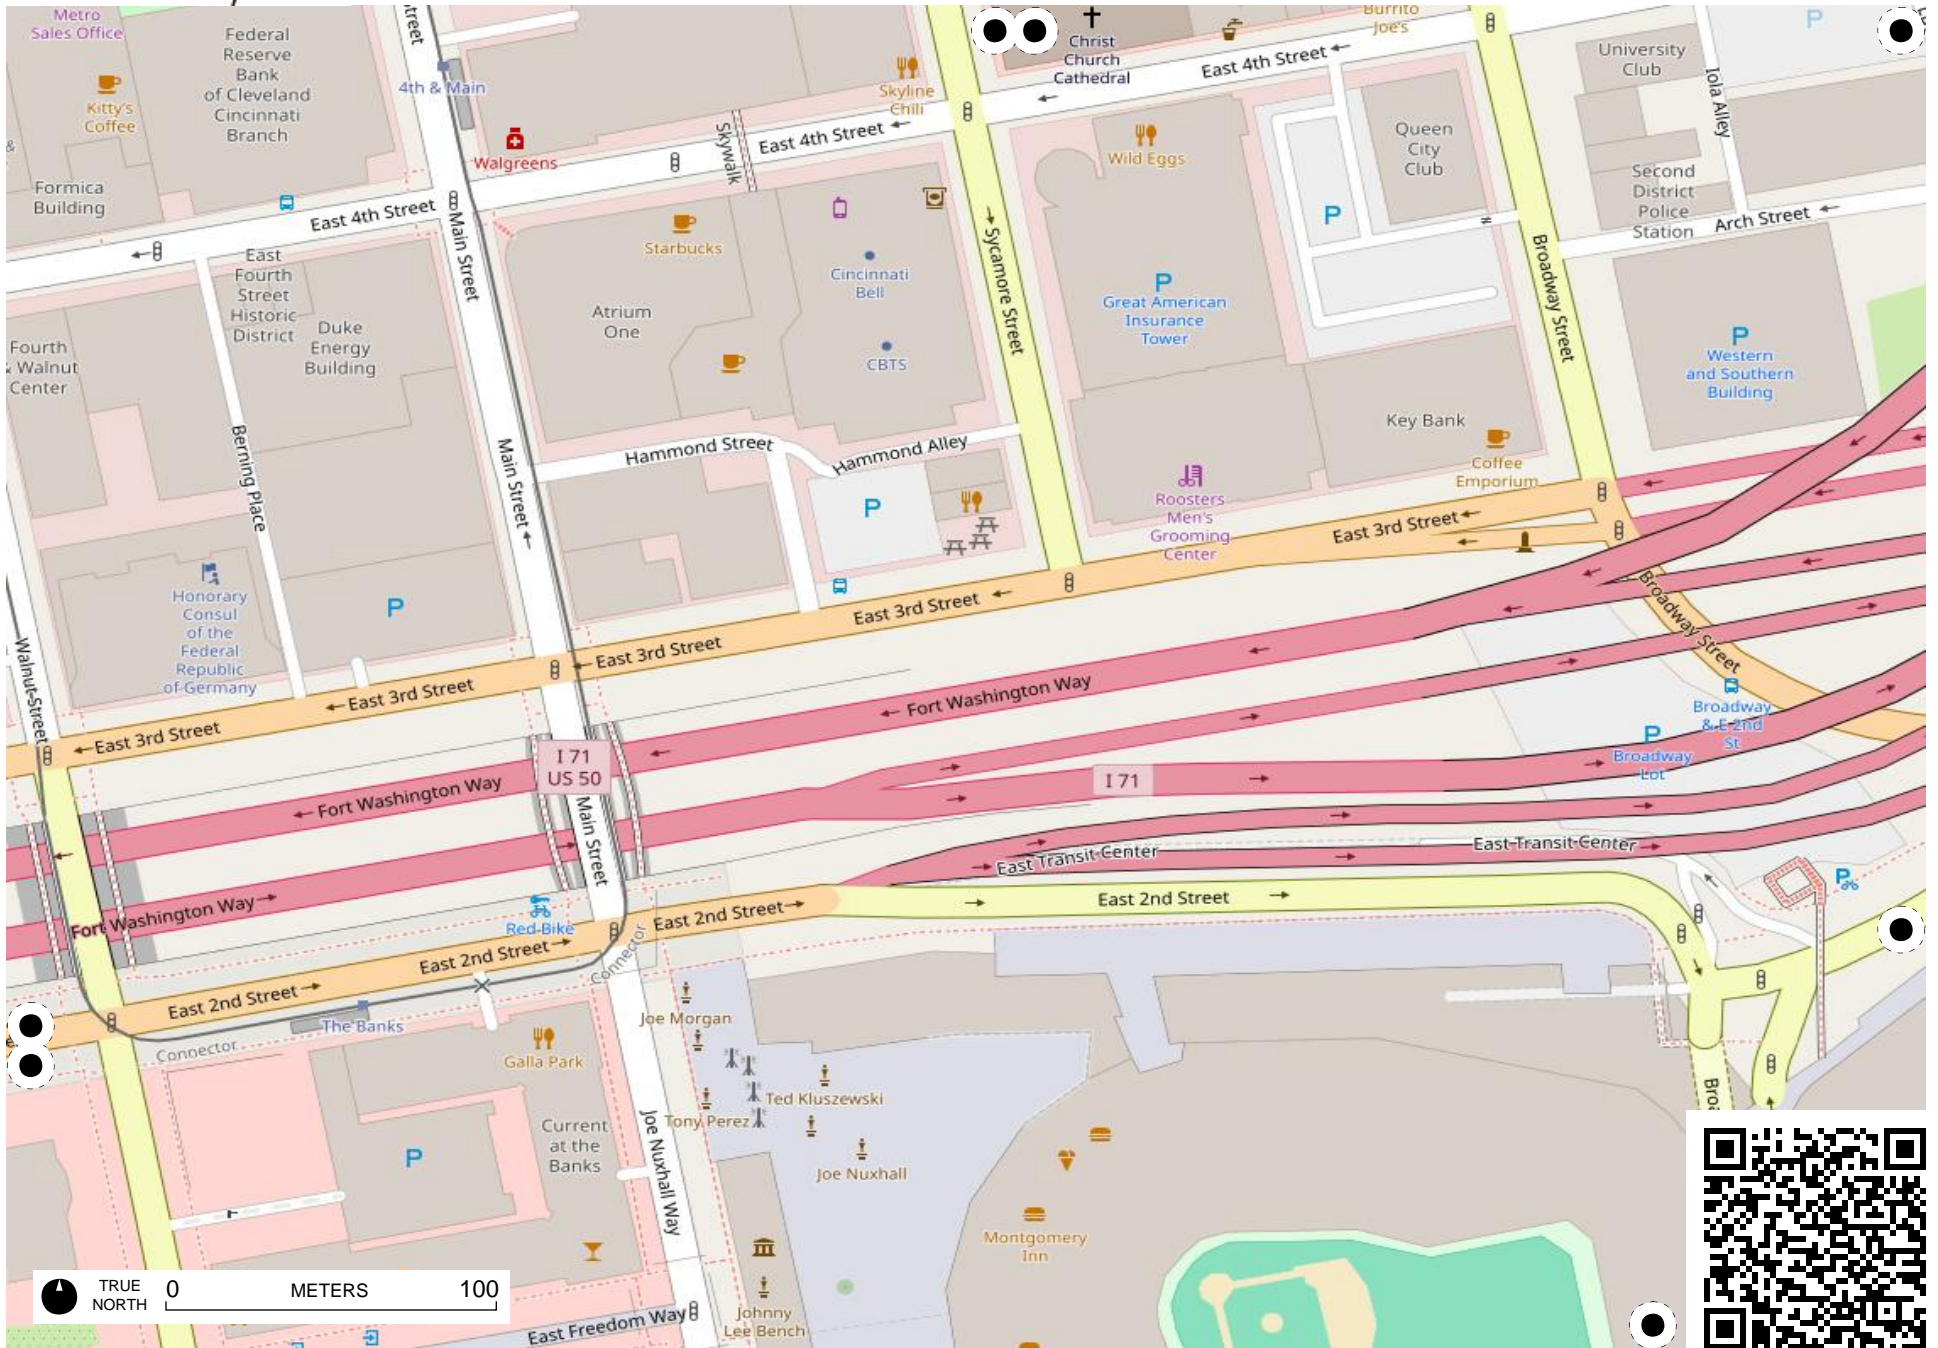 Metro
Sales Office
Federal
Reserve
Bank
of Cleveland
Cincinnati
Branch
Kitty's
Coffee
&
Formica
Building
4th & Main
Walgreens
Skywalk
Skyline
Chili
Christ
Church
Cathedral
Burrito
Joe's
East 4th Street
East 4th Street
East 4th Street
University
Club
Iola Alley
Queen
City
Club
Wild Eggs
P
P
Second
District
Police
Station
Arch Street
Main Street
East
Fourth
Street
Historic
District
Duke
Energy
Building
Starbucks
Atrium
One
Cincinnati
Bell
CBTS
Sycamore Street
P
Great American
Insurance
Tower
Broadway Street
P
Western
and Southern
Building
Fourth
& Walnut
Center
Berning Place
Main Street
Hammond Street
Hammond Alley
P
Key Bank
Coffee
Emporium
Roosters
Men's
Grooming
Center
East 3rd Street
Honorary
Consul
of the
Federal
Republic
of Germany
P
East 3rd Street
East 3rd Street
East 3rd Street
East 3rd Street
Walnut Street
Broadway Street
Broadway
& E 2nd
St
P
Broadway
Lot
Fort Washington Way
I 71
US 50
I 71
Fort Washington Way
Main Street
Fort Washington Way
East Transit Center
East Transit Center
East 2nd Street
Red Bike
East 2nd Street
East 2nd Street
East 2nd Street
Connector
The Banks
Connector
P
Joe Morgan
Galla Park
Ted Kluszewski
Tony Perez
Joe Nuxhall
Current
at the
Banks
P
Joe Nuxhall Way
Montgomery
Inn
Johnny
Lee Bench
East Freedom Way
TRUE
NORTH
0 METERS 100